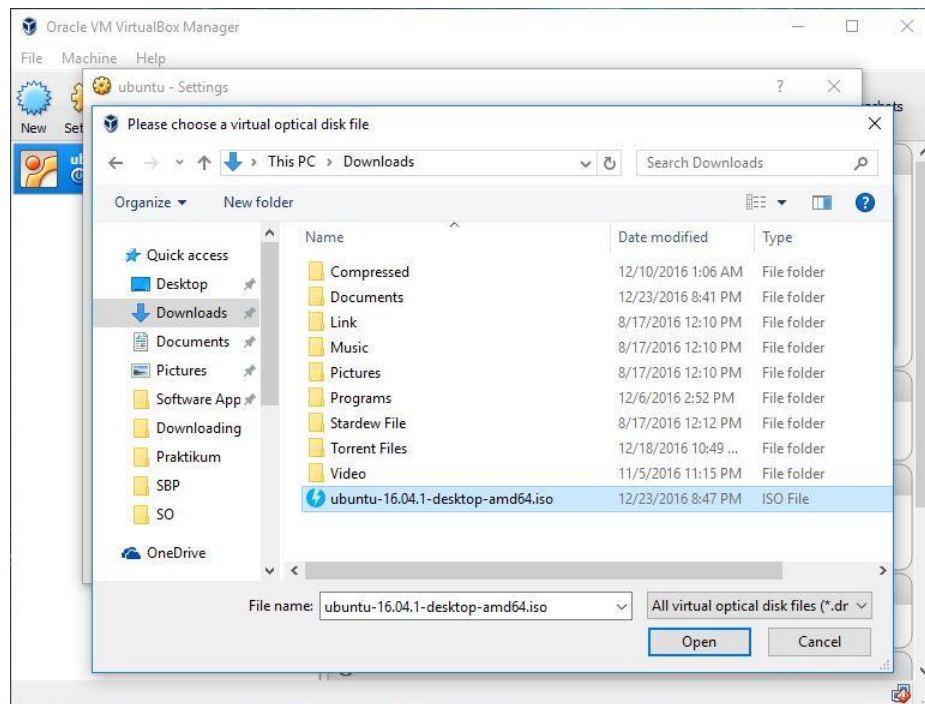 Oracle VM VirtualBox Manager
File Machine Help
ubuntu - Settings ?
New
Please choose a virtual optical disk file
This PC > Downloads
Search Downloads
Organize New folder
Name Date modified Type
Quick access
Desktop
Downloads
Documents
Pictures
Software App
Downloading
Praktikum
SBP
SO
OneDrive
Compressed 12/10/2016 1:06 AM File folder
Documents 12/23/2016 8:41 PM File folder
Link 8/17/2016 12:10 PM File folder
Music 8/17/2016 12:10 PM File folder
Pictures 8/17/2016 12:10 PM File folder
Programs 12/6/2016 2:52 PM File folder
Stardew File 8/17/2016 12:12 PM File folder
Torrent Files 12/18/2016 10:49 ... File folder
Video 11/5/2016 11:15 PM File folder
ubuntu-16.04.1-desktop-amd64.iso 12/23/2016 8:47 PM ISO File
File name: ubuntu-16.04.1-desktop-amd64.iso All virtual optical disk files (*.dr
Open Cancel